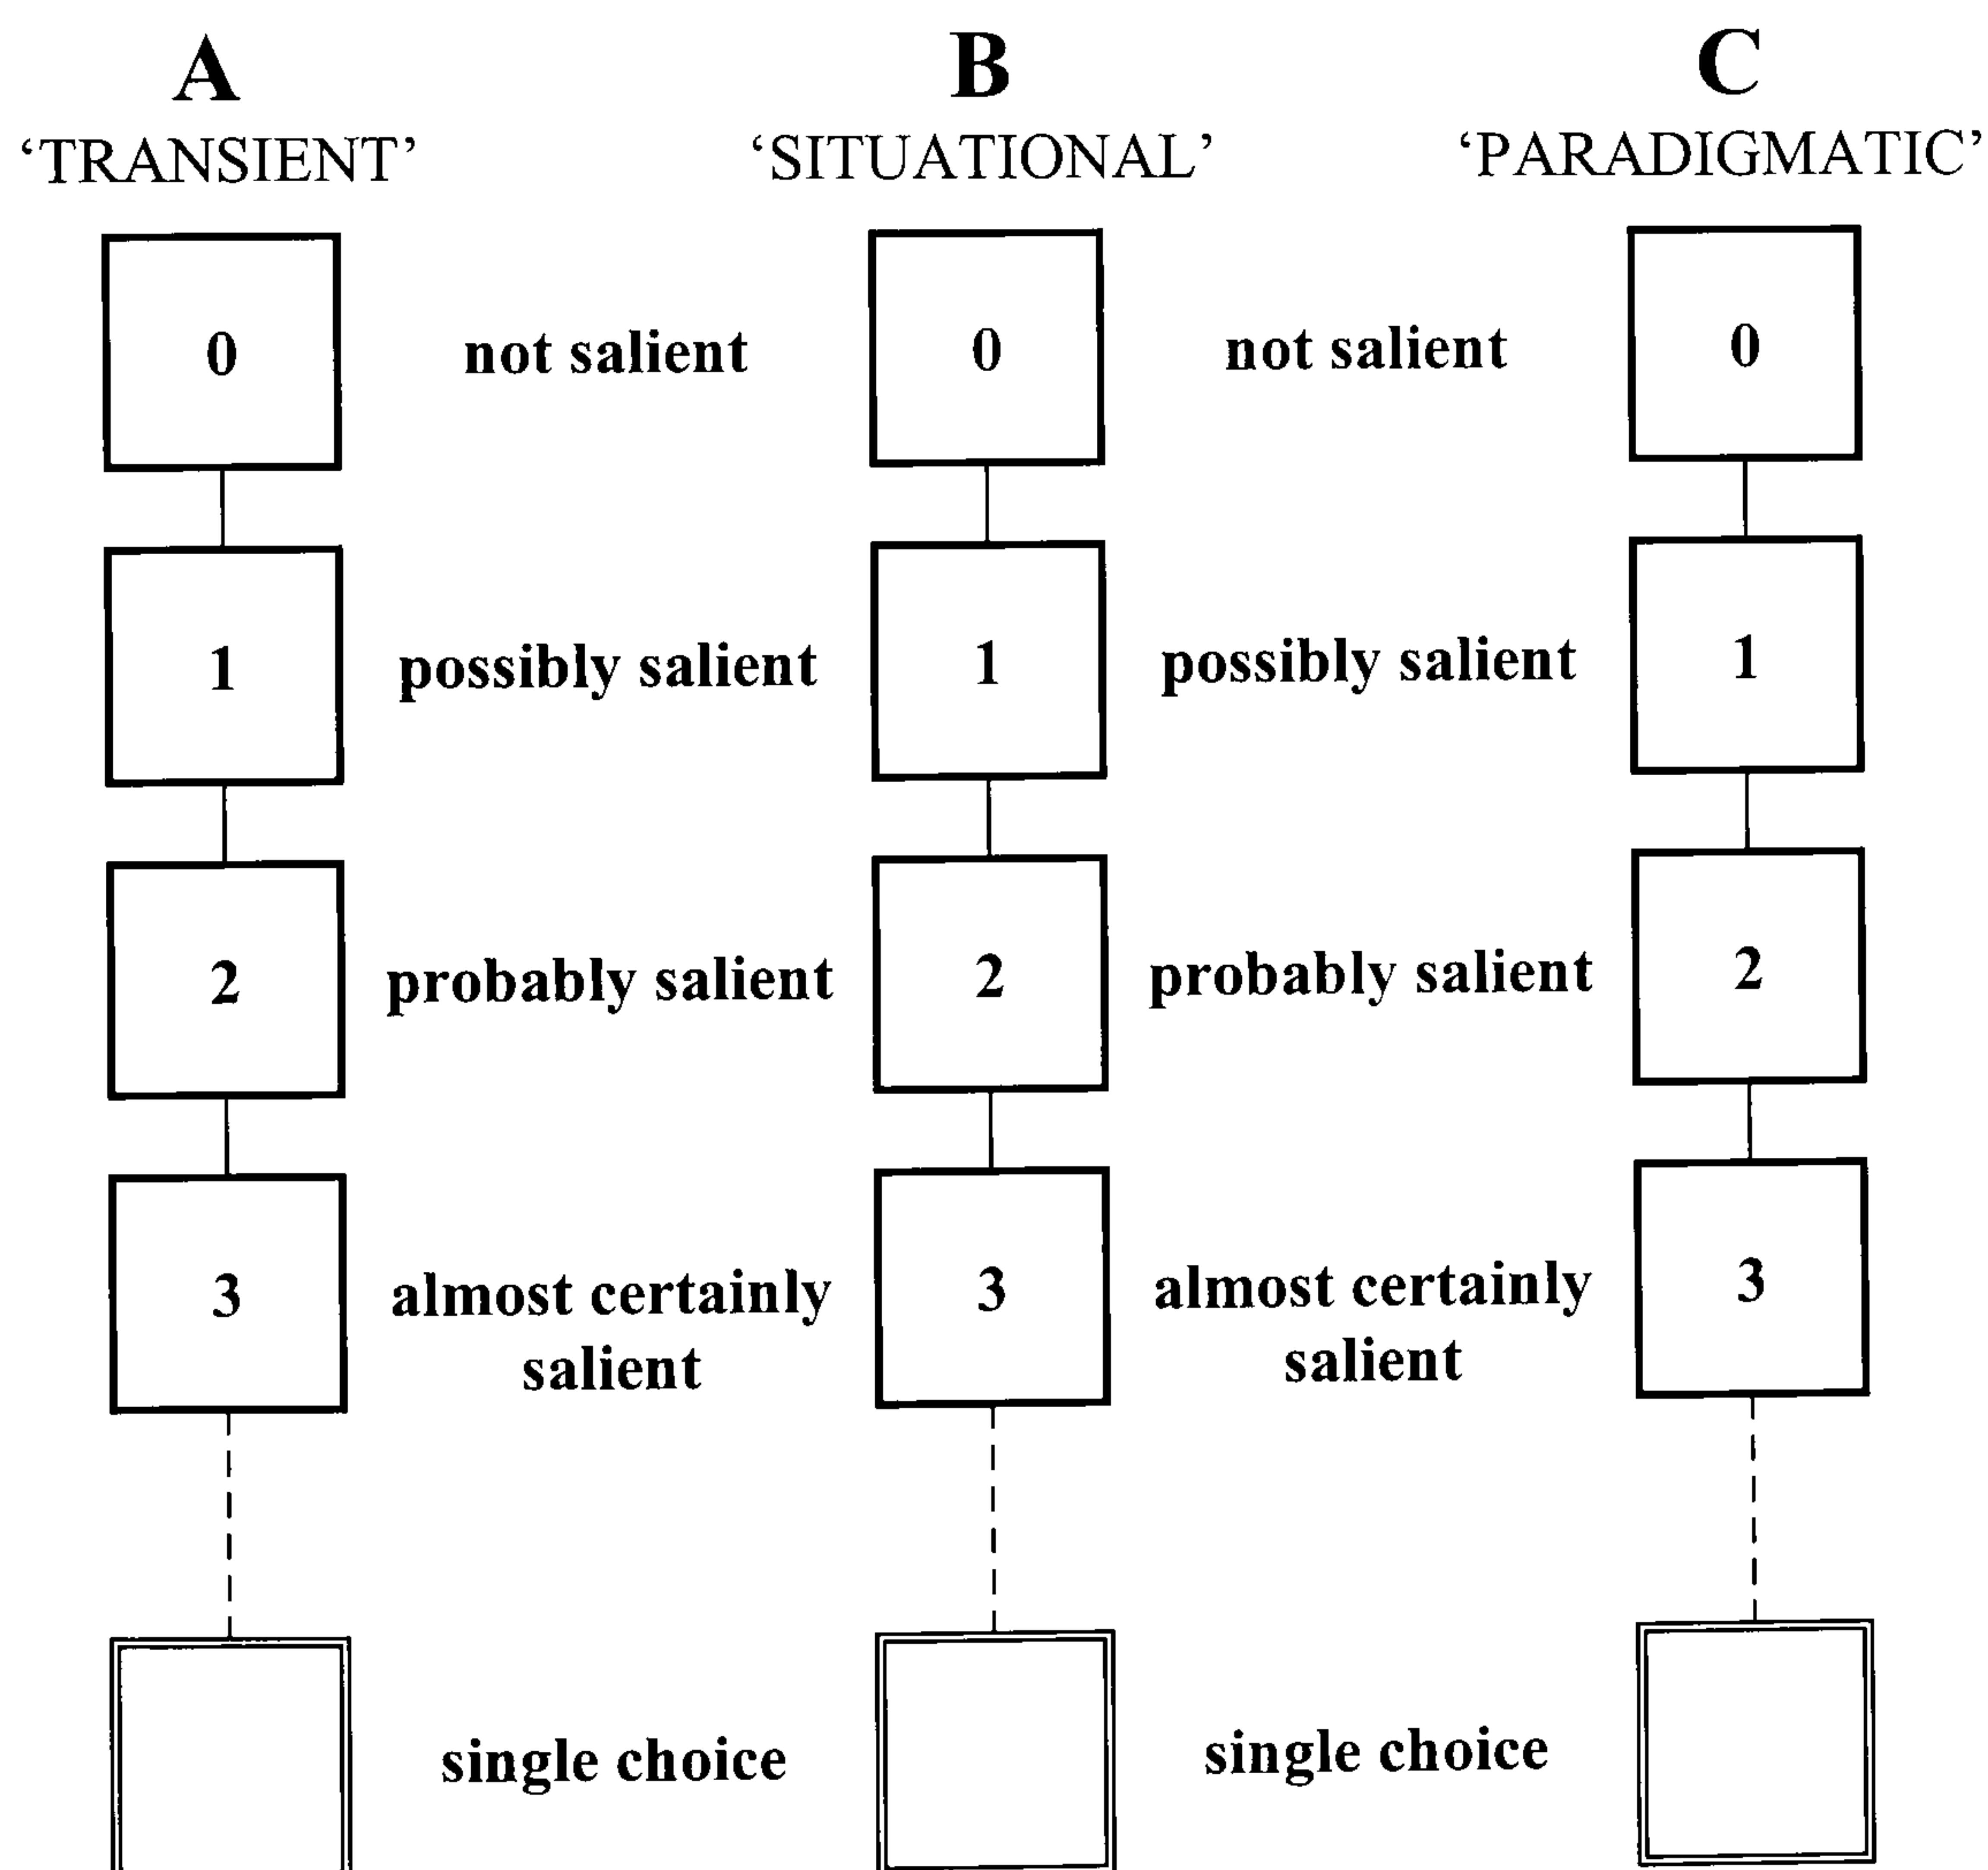 A B C
‘TRANSIENT’ ‘SITUATIONAL’ ‘PARADIGMATIC’
0 not salient 0 not salient 0
1 possibly salient 1 possibly salient 1
2 probably salient 2 probably salient 2
3 almost certainly 3 almost certainly 3
salient salient
single choice single choice